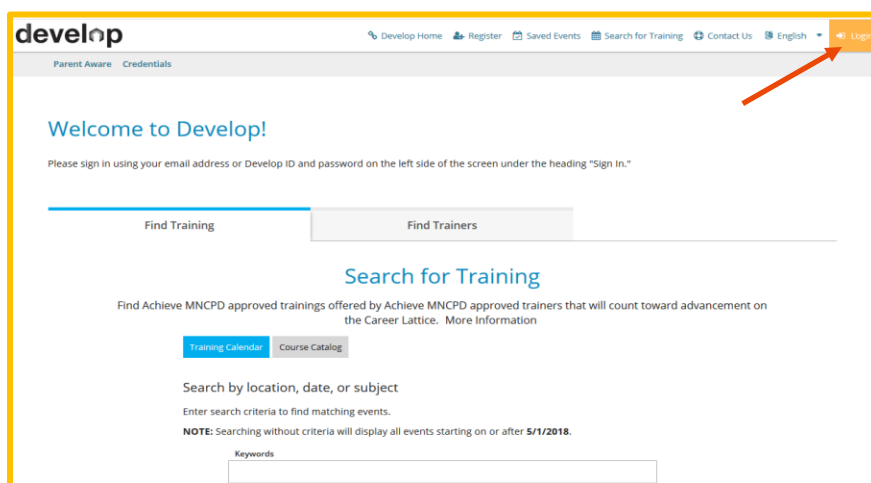 develop
Develop Home Register Saved Events Search for Training Contact Us English Login
Parent Aware Credentials
Welcome to Develop!
Please sign in using your email address or Develop ID and password on the left side of the screen under the heading "Sign In."
Find Training Find Trainers
Search for Training
Find Achieve MNCPD approved trainings offered by Achieve MNCPD approved trainers that will count toward advancement on
the Career Lattice. More Information
Training Calendar Course Catalog
Search by location, date, or subject
Enter search criteria to find matching events.
NOTE: Searching without criteria will display all events starting on or after 5/1/2018.
Keywords